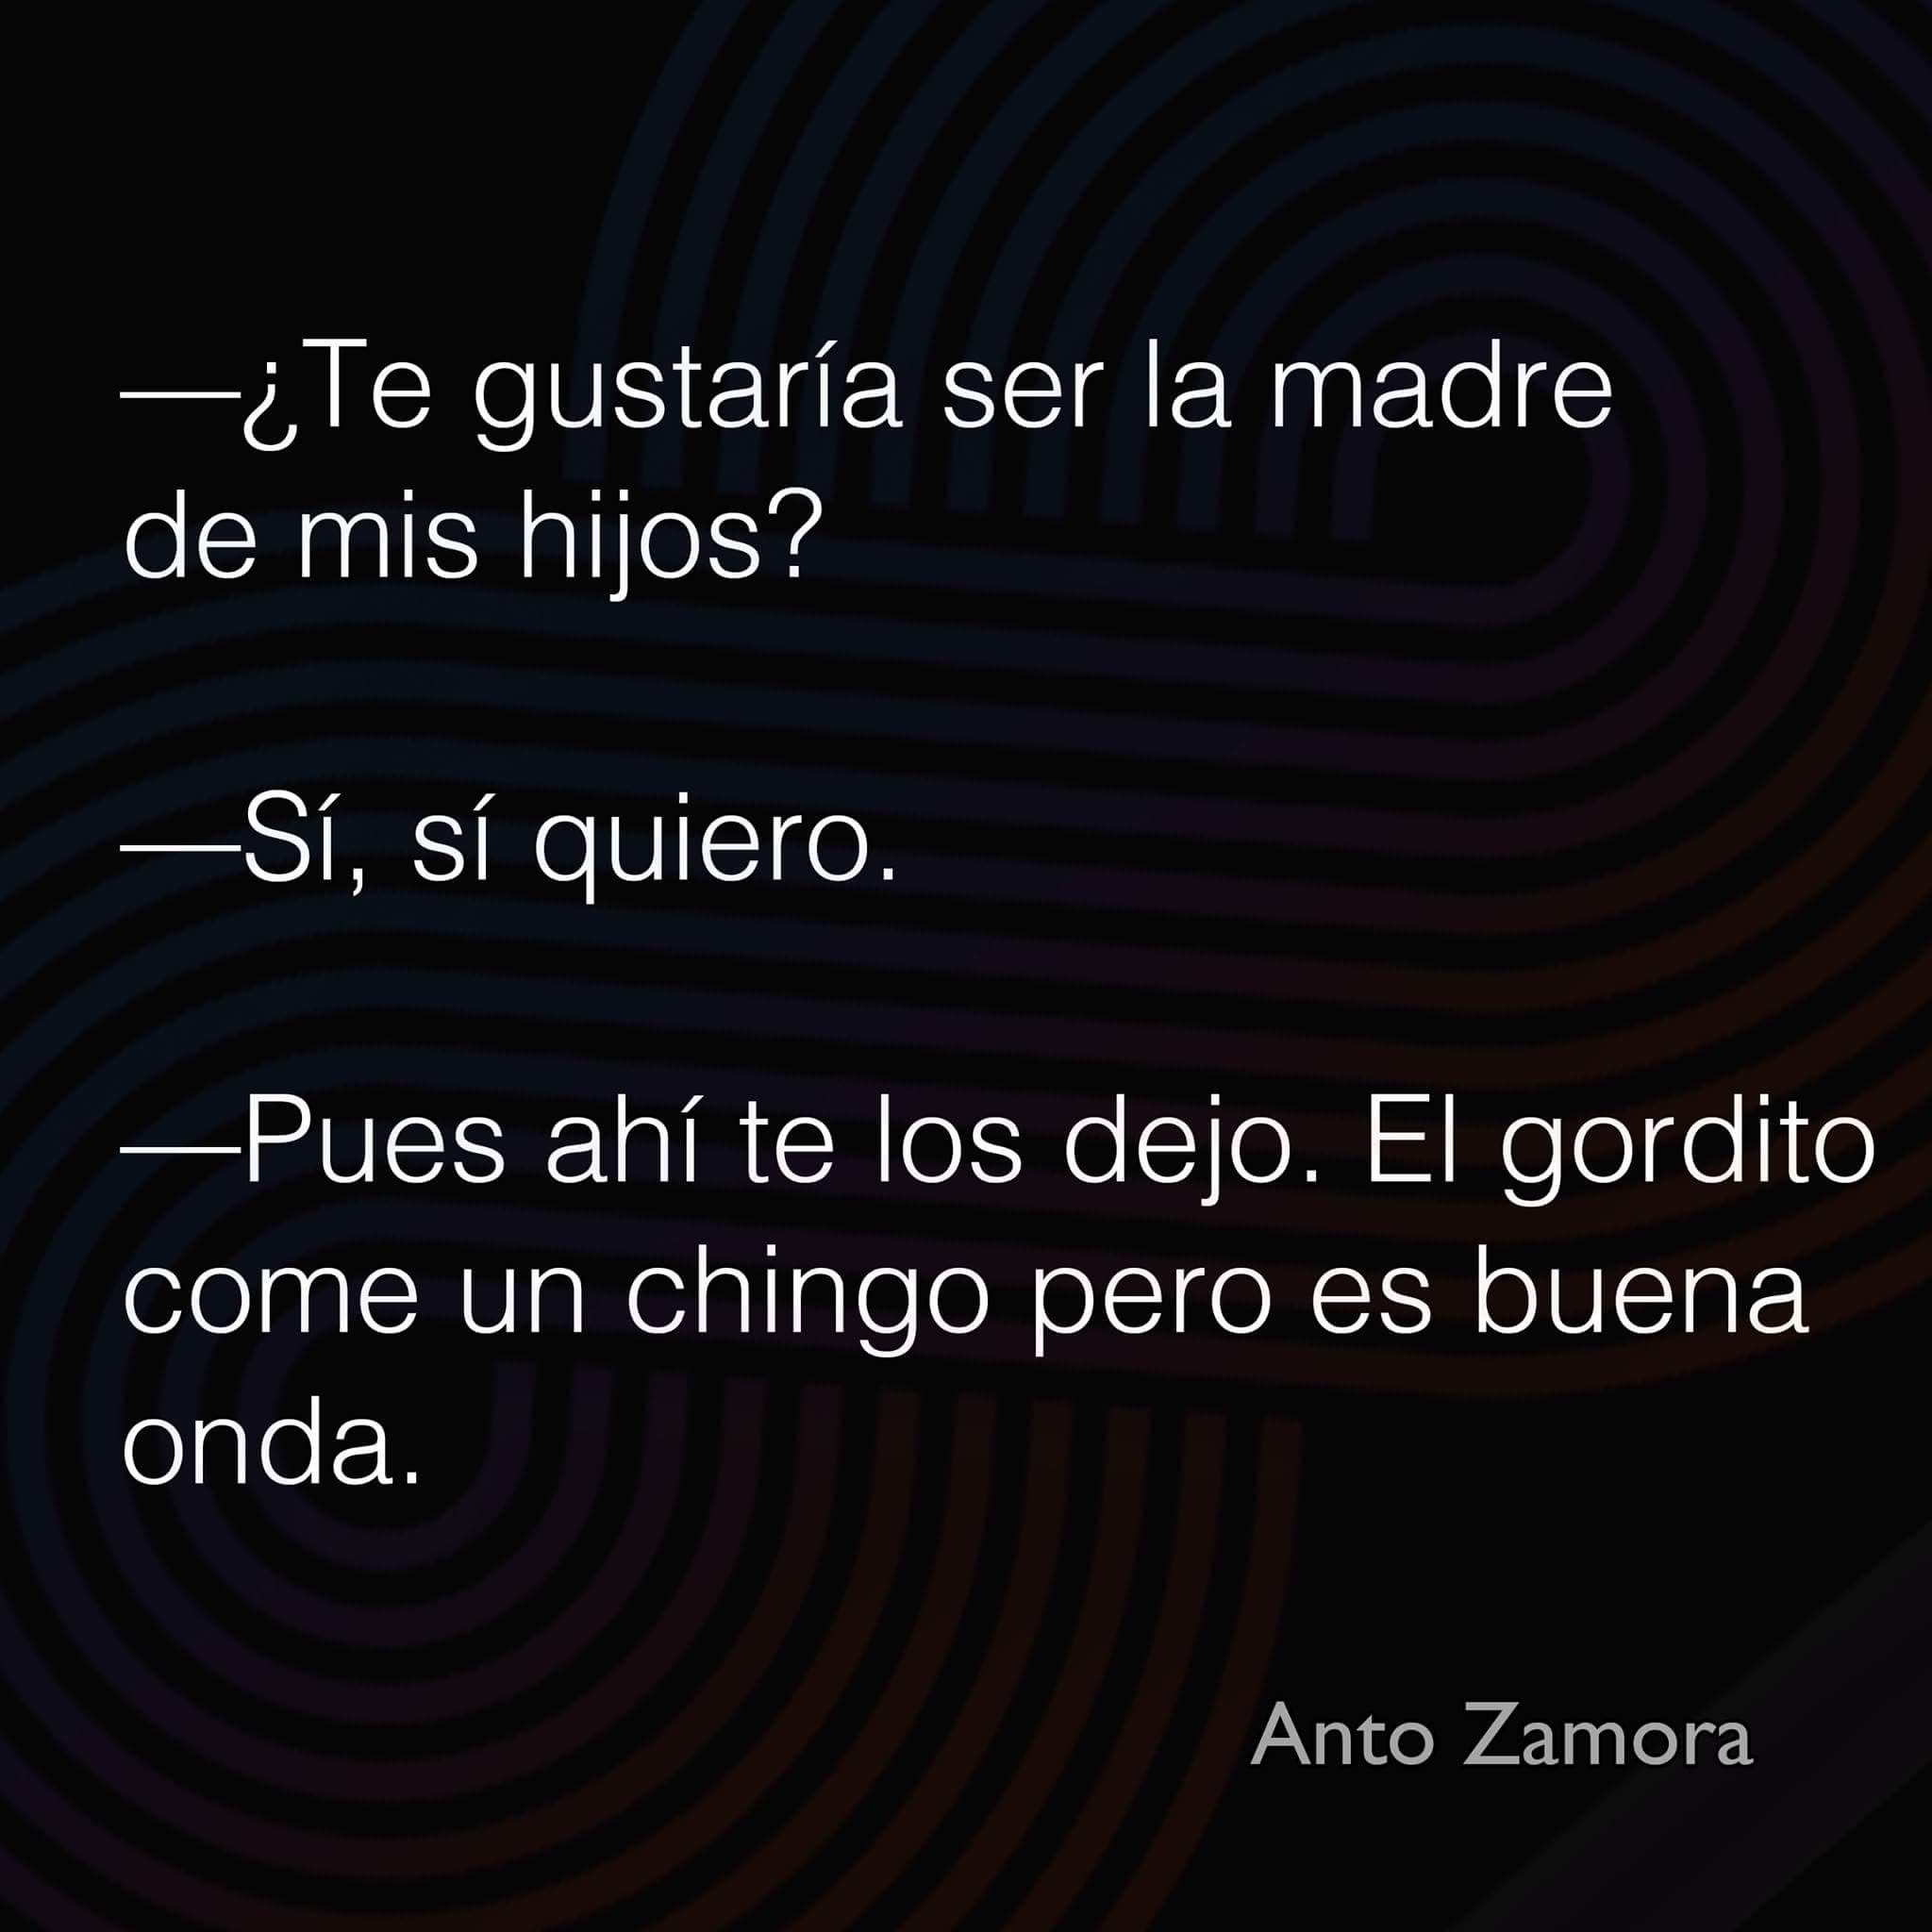 —¿Te gustaría ser la madre
de mis hijos?
—Sí, sí quiero.
—Pues ahí te los dejo. El gordito
come un chingo pero es buena
onda.
Anto Zamora